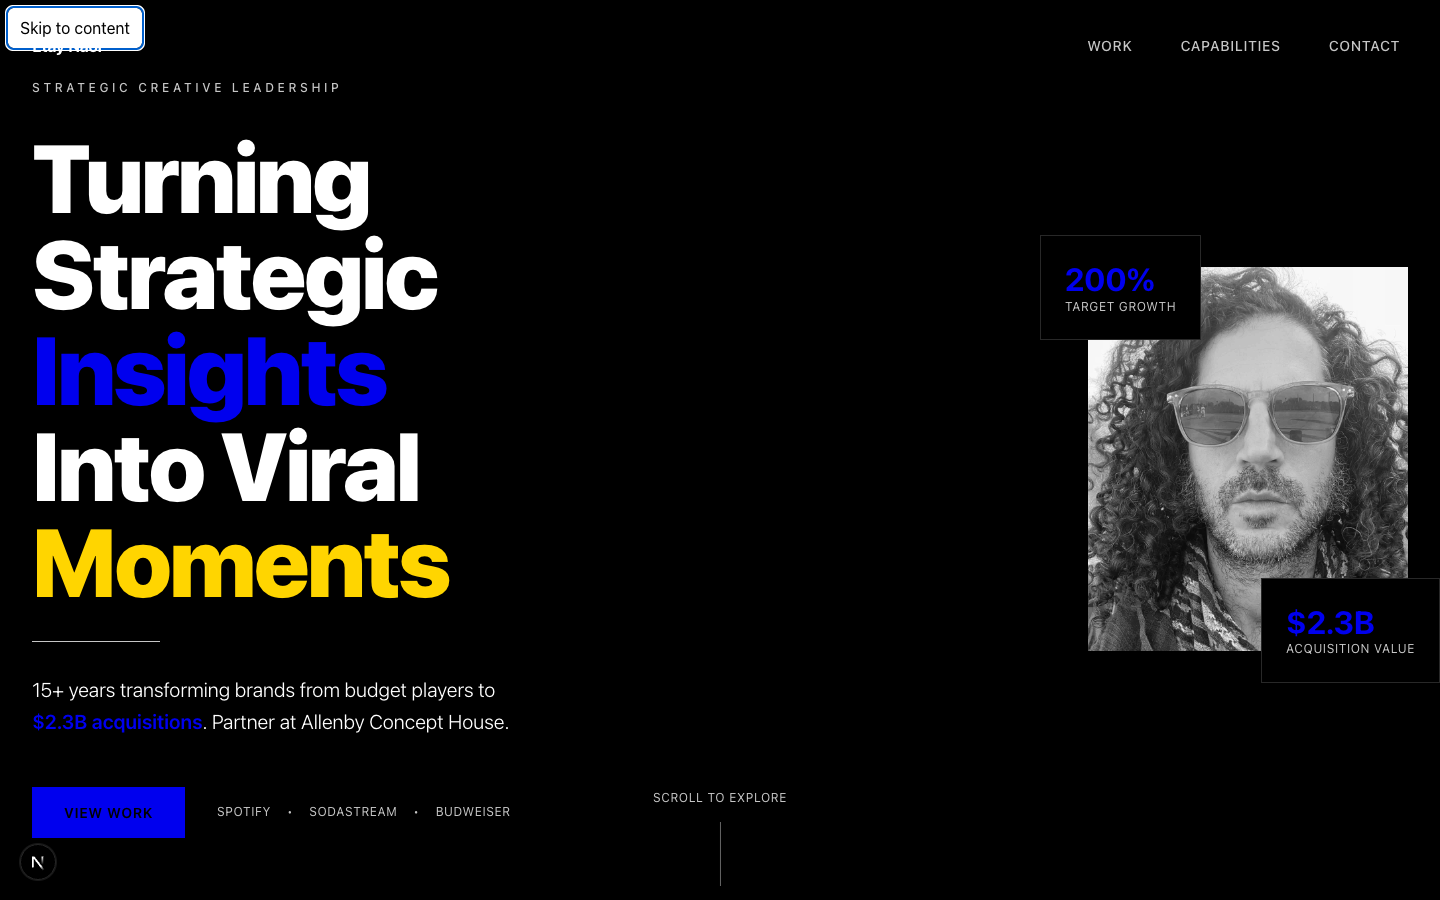 Skip to content
WORK CAPABILITIES CONTACT
STRATEGIC CREATIVE LEADERSHIP
Turning
Strategic
Insights
Into Viral
Moments
200%
TARGET GROWTH
$2.3B
ACQUISITION VALUE
15+ years transforming brands from budget players to
$2.3B acquisitions. Partner at Allenby Concept House.
VIEW WORK
SPOTIFY • SODASTREAM • BUDWEISER
SCROLL TO EXPLORE
N